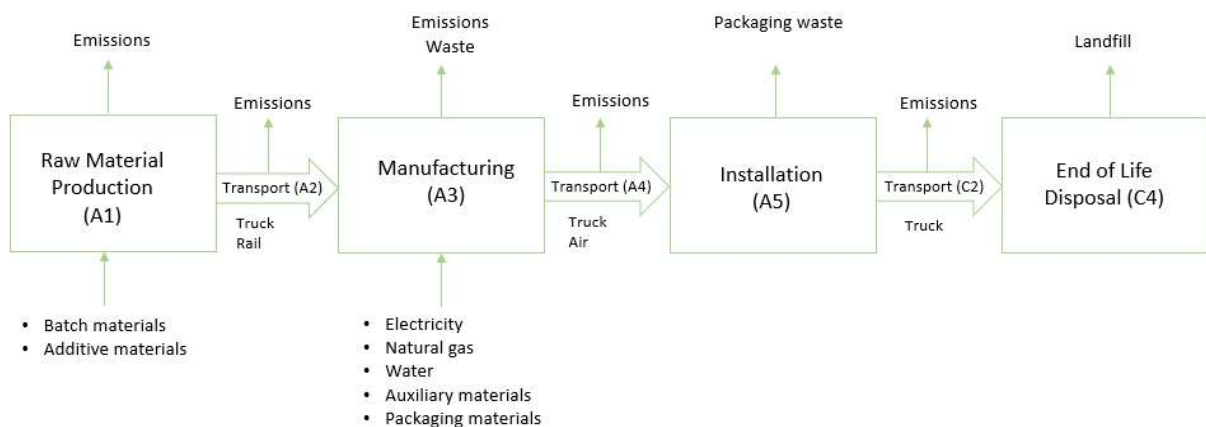 Emissions
Emissions
Waste
Packaging waste
Landfill
Emissions
Emissions
Emissions
Raw Material
Production
(A1)
Transport (A2)
Truck
Rail
Manufacturing
(A3)
Transport (A4)
Truck
Air
Installation
(A5)
Transport (C2)
Truck
End of Life
Disposal (C4)
• Batch materials
• Additive materials
• Electricity
• Natural gas
• Water
• Auxiliary materials
• Packaging materials